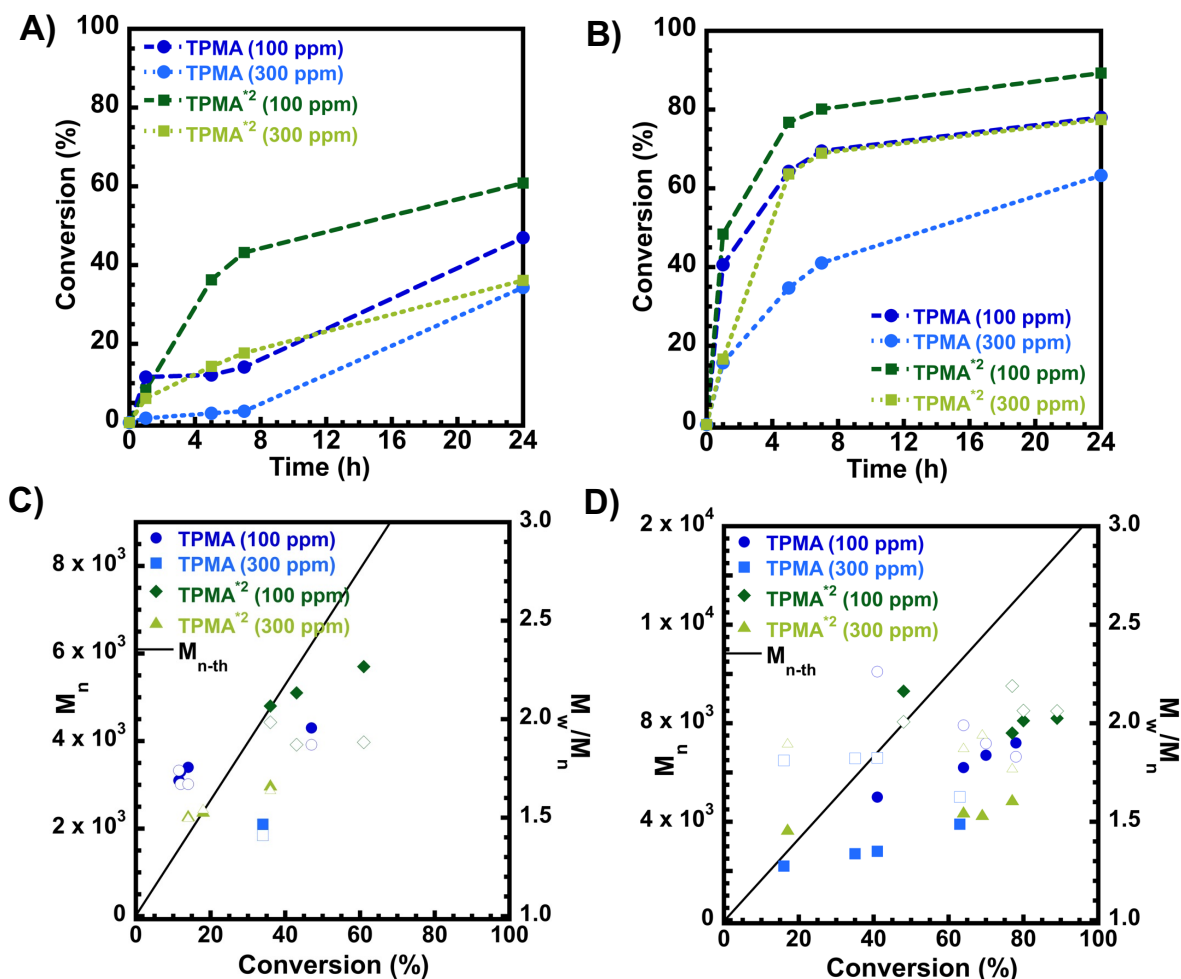 A)
100
80
60
40
20
0
Conversion (%)
TPMA (100 ppm)
TPMA (300 ppm)
TPMA*2 (100 ppm)
TPMA*2 (300 ppm)
0 4 8 12 16 20 24
Time (h)
B)
100
80
60
40
20
0
Conversion (%)
TPMA (100 ppm)
TPMA (300 ppm)
TPMA*2 (100 ppm)
TPMA*2 (300 ppm)
0 4 8 12 16 20 24
Time (h)
C)
8 x 10³
6 x 10³
4 x 10³
2 x 10³
0
Mn
TPMA (100 ppm)
TPMA (300 ppm)
TPMA*2 (100 ppm)
TPMA*2 (300 ppm)
Mn-th
3.0
2.5
2.0
1.5
1.0
Mw/Mn
0 20 40 60 80 100
Conversion (%)
D)
2 x 10⁴
10 x 10⁴
8 x 10³
4 x 10³
0
Mn
TPMA (100 ppm)
TPMA (300 ppm)
TPMA*2 (100 ppm)
TPMA*2 (300 ppm)
Mn-th
3.0
2.5
2.0
1.5
1.0
Mw/Mn
0 20 40 60 80 100
Conversion (%)